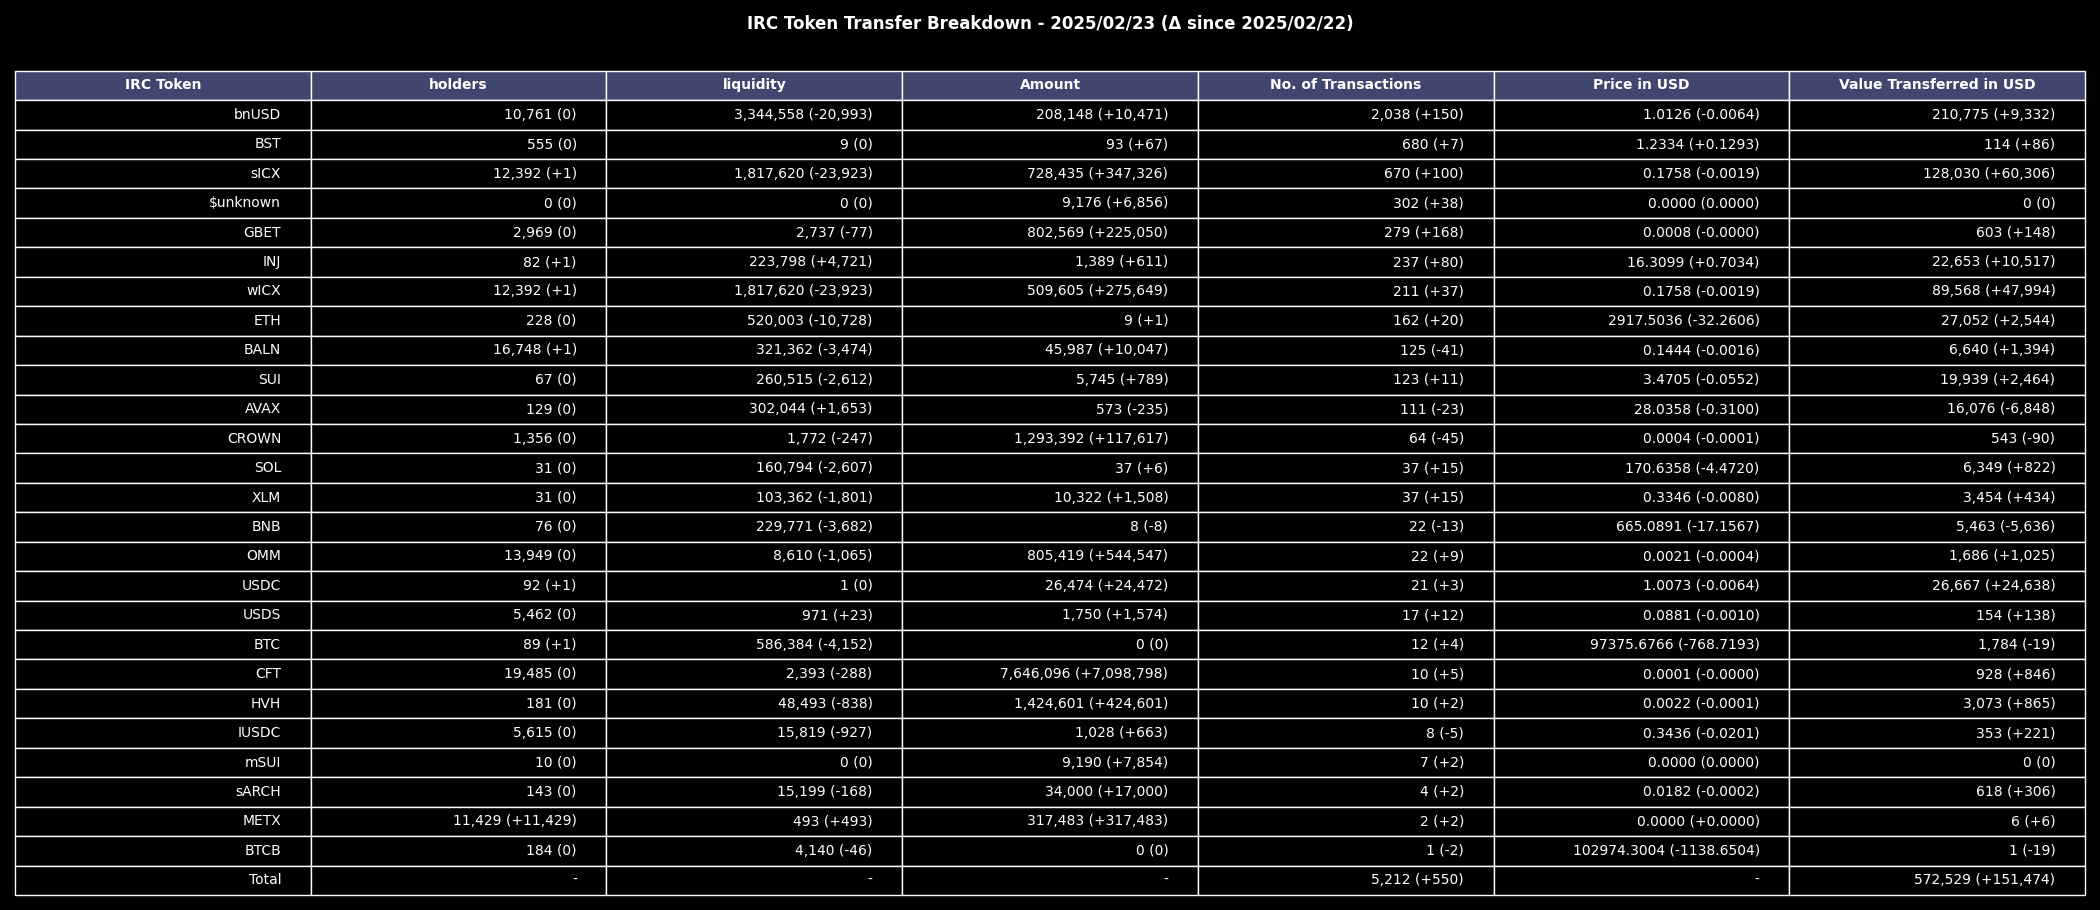 IRC Token Transfer Breakdown - 2025/02/23 (Δ since 2025/02/22)
IRC Token holders liquidity Amount No. of Transactions Price in USD Value Transferred in USD
bnUSD 10,761 (0) 3,344,558 (-20,993) 208,148 (+10,471) 2,038 (+150) 1.0126 (-0.0064) 210,775 (+9,332)
BST 555 (0) 9 (0) 93 (+67) 680 (+7) 1.2334 (+0.1293) 114 (+86)
sICX 12,392 (+1) 1,817,620 (-23,923) 728,435 (+347,326) 670 (+100) 0.1758 (-0.0019) 128,030 (+60,306)
$unknown 0 (0) 0 (0) 9,176 (+6,856) 302 (+38) 0.0000 (0.0000) 0 (0)
GBET 2,969 (0) 2,737 (-77) 802,569 (+225,050) 279 (+168) 0.0008 (-0.0000) 603 (+148)
INJ 82 (+1) 223,798 (+4,721) 1,389 (+611) 237 (+80) 16.3099 (+0.7034) 22,653 (+10,517)
wICX 12,392 (+1) 1,817,620 (-23,923) 509,605 (+275,649) 211 (+37) 0.1758 (-0.0019) 89,568 (+47,994)
ETH 228 (0) 520,003 (-10,728) 9 (+1) 162 (+20) 2917.5036 (-32.2606) 27,052 (+2,544)
BALN 16,748 (+1) 321,362 (-3,474) 45,987 (+10,047) 125 (-41) 0.1444 (-0.0016) 6,640 (+1,394)
SUI 67 (0) 260,515 (-2,612) 5,745 (+789) 123 (+11) 3.4705 (-0.0552) 19,939 (+2,464)
AVAX 129 (0) 302,044 (+1,653) 573 (-235) 111 (-23) 28.0358 (-0.3100) 16,076 (-6,848)
CROWN 1,356 (0) 1,772 (-247) 1,293,392 (+117,617) 64 (-45) 0.0004 (-0.0001) 543 (-90)
SOL 31 (0) 160,794 (-2,607) 37 (+6) 37 (+15) 170.6358 (-4.4720) 6,349 (+822)
XLM 31 (0) 103,362 (-1,801) 10,322 (+1,508) 37 (+15) 0.3346 (-0.0080) 3,454 (+434)
BNB 76 (0) 229,771 (-3,682) 8 (-8) 22 (-13) 665.0891 (-17.1567) 5,463 (-5,636)
OMM 13,949 (0) 8,610 (-1,065) 805,419 (+544,547) 22 (+9) 0.0021 (-0.0004) 1,686 (+1,025)
USDC 92 (+1) 1 (0) 26,474 (+24,472) 21 (+3) 1.0073 (-0.0064) 26,667 (+24,638)
USDS 5,462 (0) 971 (+23) 1,750 (+1,574) 17 (+12) 0.0881 (-0.0010) 154 (+138)
BTC 89 (+1) 586,384 (-4,152) 0 (0) 12 (+4) 97375.6766 (-768.7193) 1,784 (-19)
CFT 19,485 (0) 2,393 (-288) 7,646,096 (+7,098,798) 10 (+5) 0.0001 (-0.0000) 928 (+846)
HVH 181 (0) 48,493 (-838) 1,424,601 (+424,601) 10 (+2) 0.0022 (-0.0001) 3,073 (+865)
IUSDC 5,615 (0) 15,819 (-927) 1,028 (+663) 8 (-5) 0.3436 (-0.0201) 353 (+221)
mSUI 10 (0) 0 (0) 9,190 (+7,854) 7 (+2) 0.0000 (0.0000) 0 (0)
sARCH 143 (0) 15,199 (-168) 34,000 (+17,000) 4 (+2) 0.0182 (-0.0002) 618 (+306)
METX 11,429 (+11,429) 493 (+493) 317,483 (+317,483) 2 (+2) 0.0000 (+0.0000) 6 (+6)
BTCB 184 (0) 4,140 (-46) 0 (0) 1 (-2) 102974.3004 (-1138.6504) 1 (-19)
Total - - - 5,212 (+550) - 572,529 (+151,474)